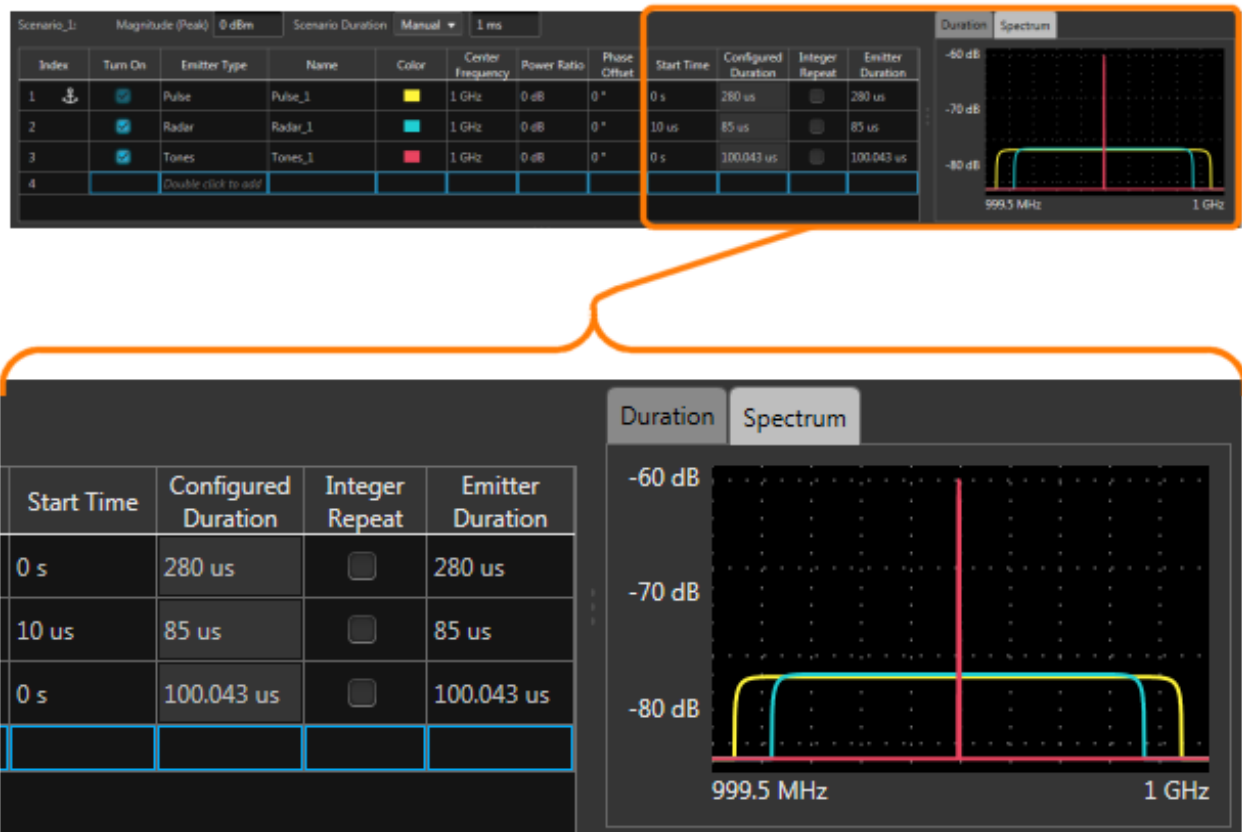 Scenario_1: Magnitude (Peak) 0 dBm Scenario Duration Manual 1 ms
Duration Spectrum
Index Turn On Emitter Type Name Color Center Frequency Power Ratio Phase Offset Start Time Configured Duration Integer Repeat Emitter Duration
1 Pulse Pulse_1 1 GHz 0 dB 0 ° 0 s 280 us 280 us
2 Radar Radar_1 1 GHz 0 dB 0 ° 10 us 85 us 85 us
3 Tones Tones_1 1 GHz 0 dB 0 ° 0 s 100.043 us 100.043 us
4 Double click to add
-60 dB
-70 dB
-80 dB
999.5 MHz 1 GHz
Duration Spectrum
Start Time Configured Duration Integer Repeat Emitter Duration
0 s 280 us 280 us
10 us 85 us 85 us
0 s 100.043 us 100.043 us
-60 dB
-70 dB
-80 dB
999.5 MHz 1 GHz